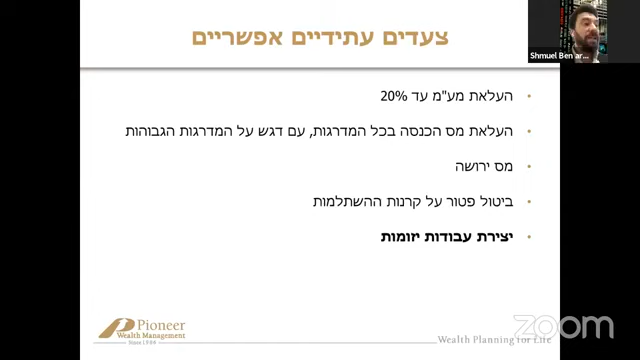 צעדים עתידיים אפשריים
Shmuel Ben ar...
העלאת מע"מ עד 20%
העלאת מס הכנסה בכל המדרגות, עם דגש על המדרגות הגבוהות
מס ירושה
ביטול פטור על קרנות ההשתלמות
יצירת עבודות יזומות
Pioneer
Wealth Management
Since 1984
Wealth Planning for Life
zoom